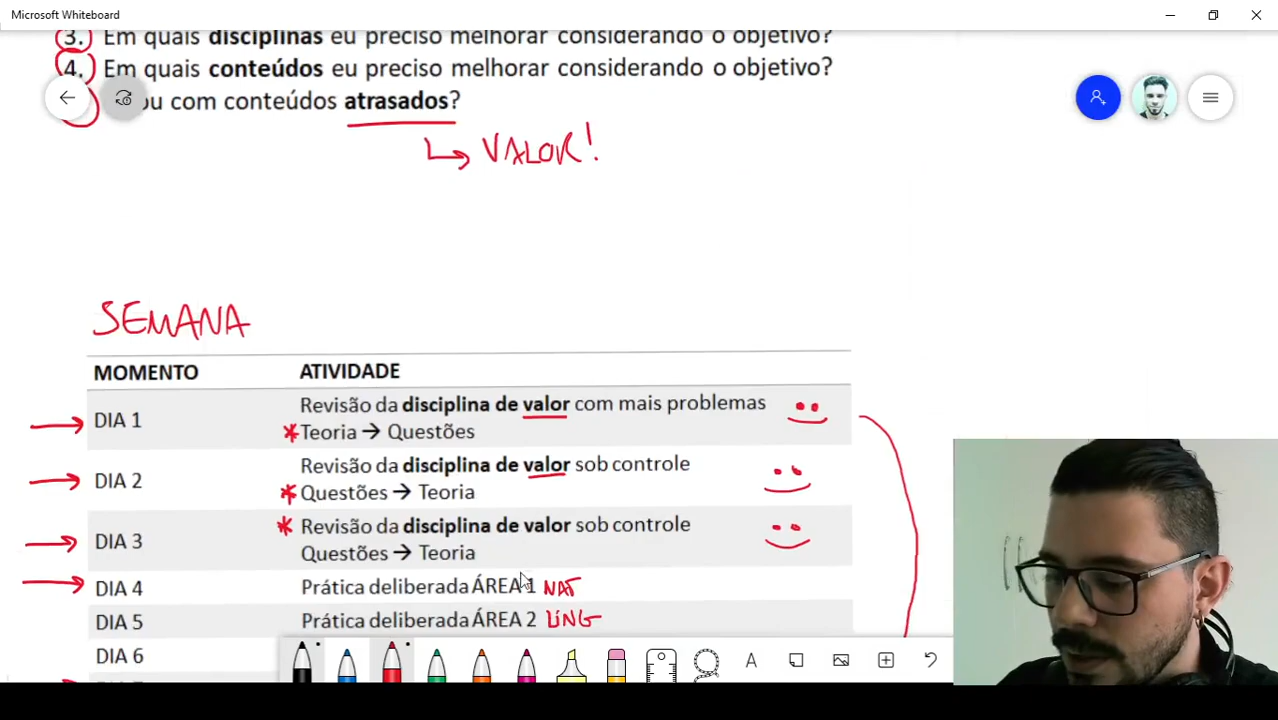 Microsoft Whiteboard
3. Em quais disciplinas eu preciso melhorar considerando o objetivo?
4. Em quais conteúdos eu preciso melhorar considerando o objetivo?
ou com conteúdos atrasados?
VALOR!
SEMANA
MOMENTO ATIVIDADE
DIA 1 Revisão da disciplina de valor com mais problemas
* Teoria → Questões
DIA 2 Revisão da disciplina de valor sob controle
* Questões → Teoria
DIA 3 * Revisão da disciplina de valor sob controle
Questões → Teoria
DIA 4 Prática deliberada ÁREA 1 NAT
DIA 5 Prática deliberada ÁREA 2 LING
DIA 6
A